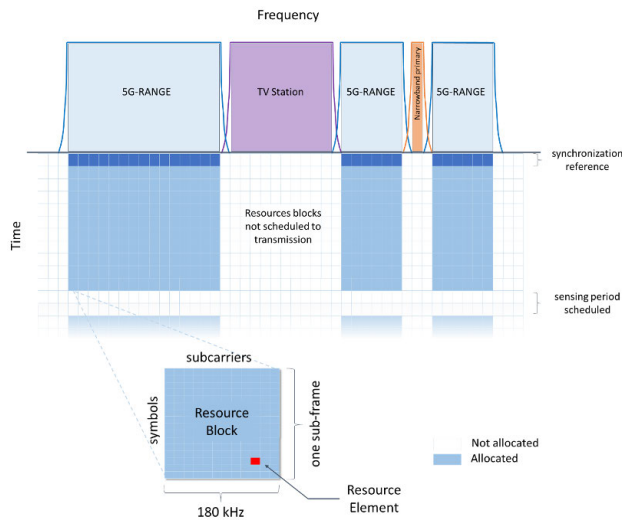 Frequency
5G-RANGE
TV Station
5G-RANGE
Narrowband primary
5G-RANGE
synchronization
reference
Time
Resources blocks
not scheduled to
transmission
sensing period
scheduled
subcarriers
symbols
Resource
Block
one sub-frame
Not allocated
Allocated
180 kHz
Resource
Element